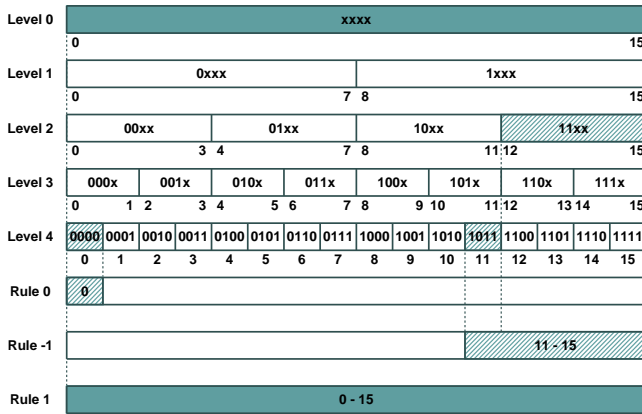 Level 0 xxxx
0 15
Level 1 0xxx 1xxx
0 7 8 15
Level 2 00xx 01xx 10xx 11xx
0 3 4 7 8 11 12 15
Level 3 000x 001x 010x 011x 100x 101x 110x 111x
0 1 2 3 4 5 6 7 8 9 10 11 12 13 14 15
Level 4 0000 0001 0010 0011 0100 0101 0110 0111 1000 1001 1010 1011 1100 1101 1110 1111
0 1 2 3 4 5 6 7 8 9 10 11 12 13 14 15
Rule 0 0
Rule -1 11 - 15
Rule 1 0 - 15